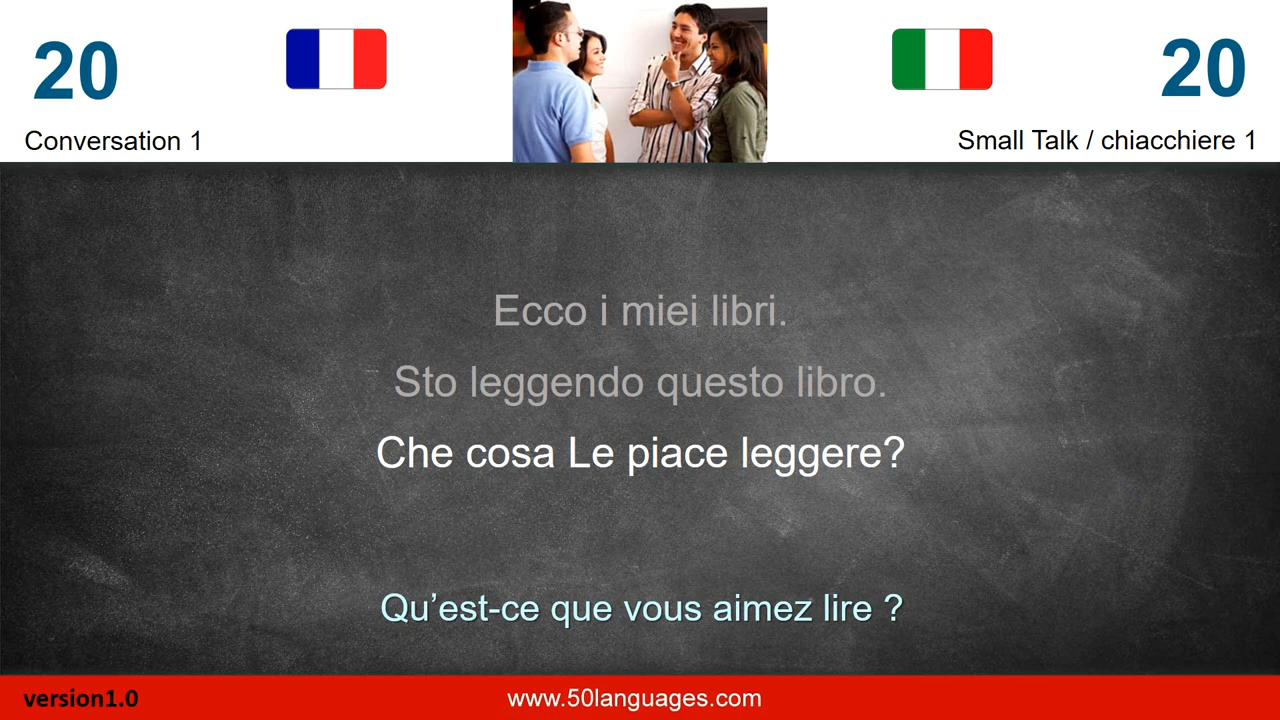 20
20
Conversation 1
Small Talk / chiacchiere 1
Ecco i miei libri.
Sto leggendo questo libro.
Che cosa Le piace leggere?
Qu’est-ce que vous aimez lire ?
version1.0
www.50languages.com